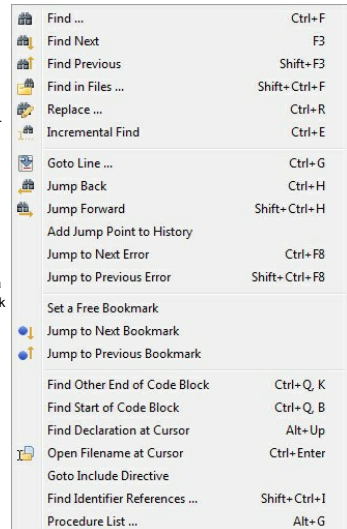 Find ... Ctrl+F
Find Next F3
Find Previous Shift+F3
Find in Files ... Shift+Ctrl+F
Replace ... Ctrl+R
Incremental Find Ctrl+E
Goto Line ... Ctrl+G
Jump Back Ctrl+H
Jump Forward Shift+Ctrl+H
Add Jump Point to History
Jump to Next Error Ctrl+F8
Jump to Previous Error Shift+Ctrl+F8
Set a Free Bookmark
Jump to Next Bookmark
Jump to Previous Bookmark
Find Other End of Code Block Ctrl+Q, K
Find Start of Code Block Ctrl+Q, B
Find Declaration at Cursor Alt+Up
Open Filename at Cursor Ctrl+Enter
Goto Include Directive
Find Identifier References ... Shift+Ctrl+I
Procedure List ... Alt+G